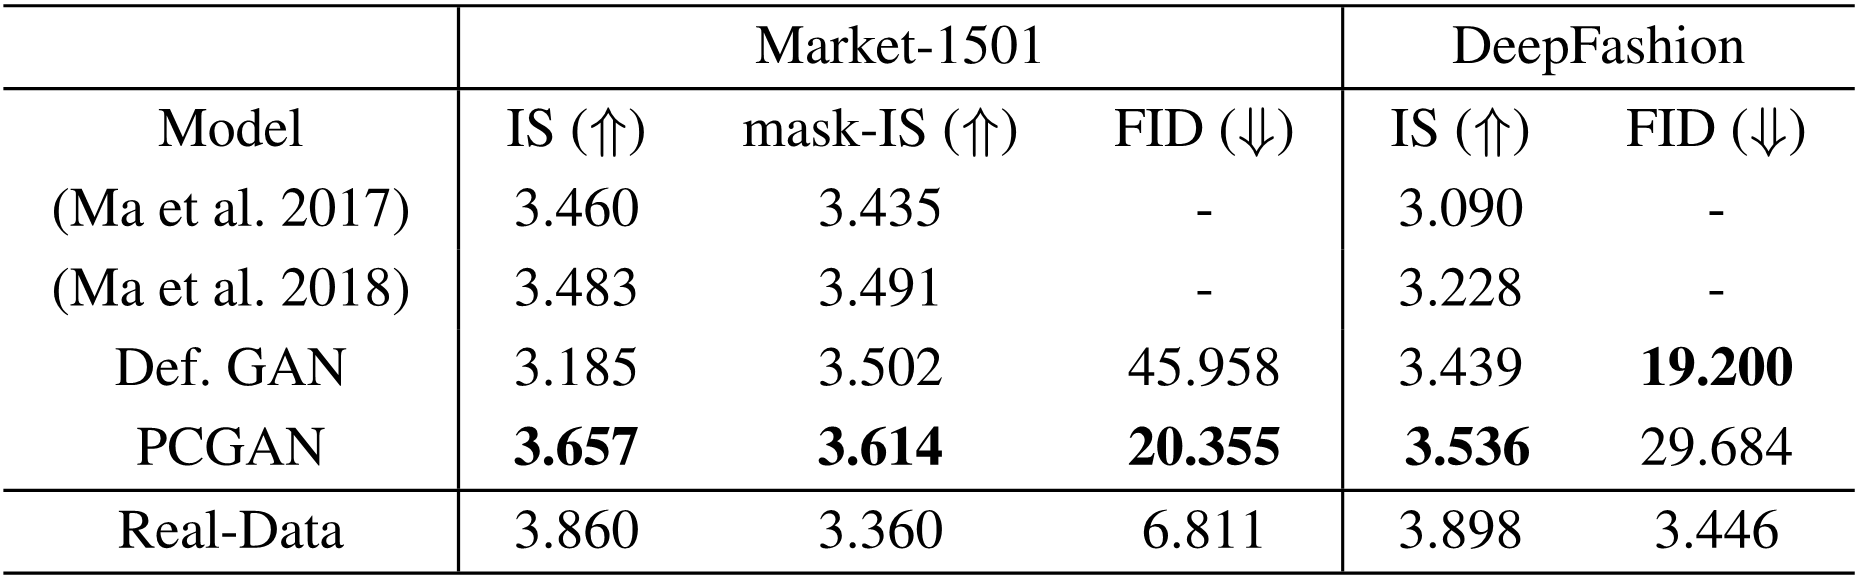 Market-1501 DeepFashion
Model IS (⇑) mask-IS (⇑) FID (⇓) IS (⇑) FID (⇓)
(Ma et al. 2017) 3.460 3.435 - 3.090 -
(Ma et al. 2018) 3.483 3.491 - 3.228 -
Def. GAN 3.185 3.502 45.958 3.439 19.200
PCGAN 3.657 3.614 20.355 3.536 29.684
Real-Data 3.860 3.360 6.811 3.898 3.446